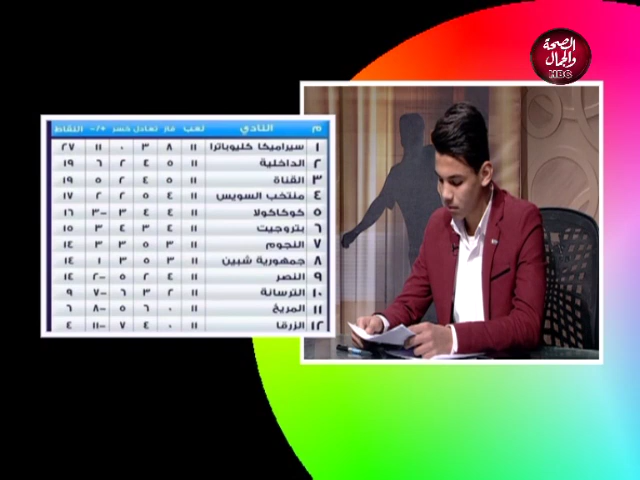 الصحة
والجمال
HBC
م النادي لعب فاز تعادل خسر +/- النقاط
١ سيراميكا كليوباترا ١١ ٨ ٣ ٠ ١١ ٢٧
٢ الداخلية ١١ ٥ ٤ ٢ ٦ ١٩
٣ القناة ١١ ٥ ٤ ٢ ٥ ١٩
٤ منتخب السويس ١١ ٤ ٥ ٢ ٢ ١٧
٥ كوكاكولا ١١ ٤ ٤ ٣ ٣- ١٦
٦ بتروجيت ١١ ٣ ٤ ٣ ٣ ١٥
٧ النجوم ١١ ٣ ٥ ٣ ٣ ١٤
٨ جمهورية شبين ١١ ٣ ٥ ٣ ١ ١٤
٩ النصر ١١ ٤ ٢ ٥ ٢- ١٤
١٠ الترسانة ١١ ٢ ٣ ٦ ٧- ٩
١١ المريخ ١١ ٠ ٦ ٥ ٨- ٦
١٢ الزرقا ١١ ٠ ٤ ٧ ١١- ٤